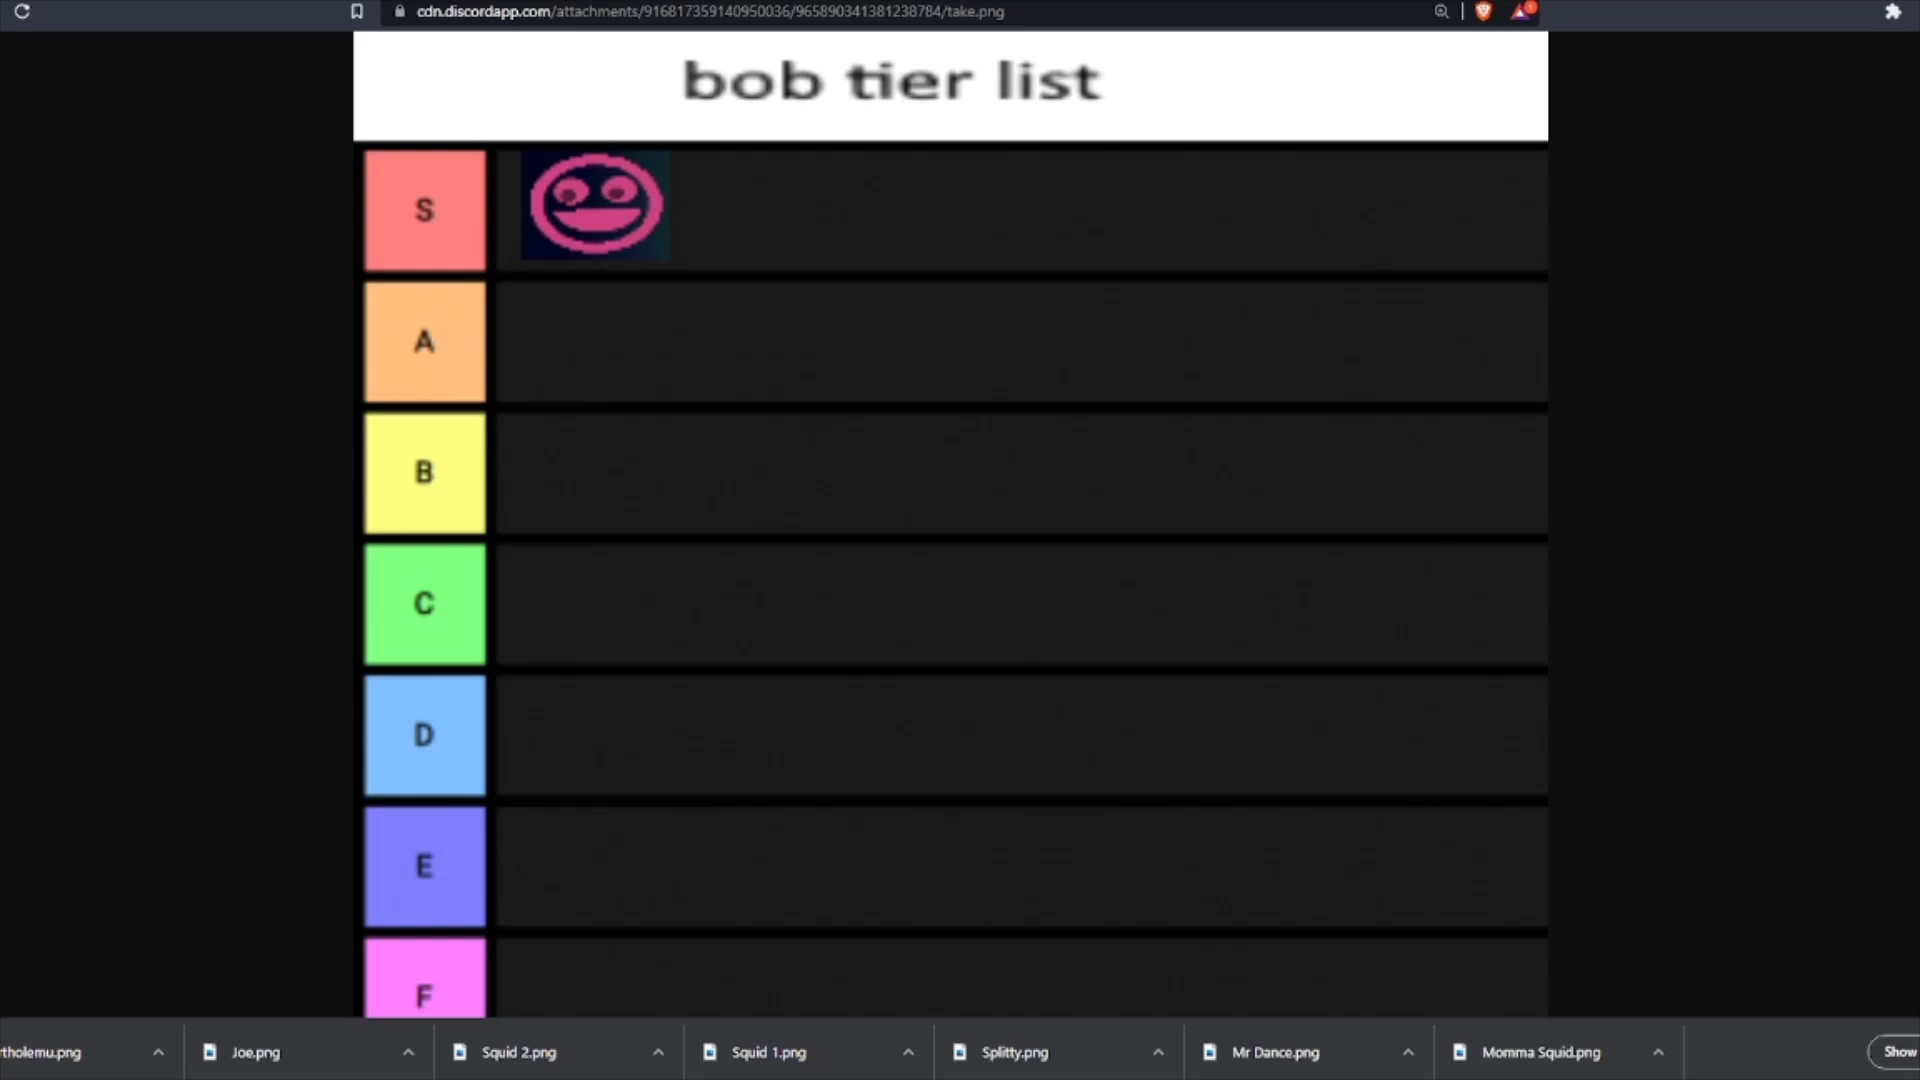 cdn.discordapp.com/attachments/916817359140950036/965890341381238784/take.png
bob tier list
S
A
B
C
D
E
F
tholemu.png
Joe.png
Squid 2.png
Squid 1.png
Splitty.png
Mr Dance.png
Momma Squid.png
Show